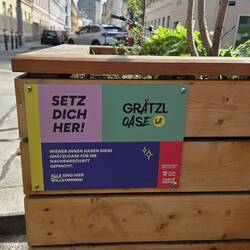 SETZ
DICH
HER!
GRÄTZL
OASE
WIENER:INNEN HABEN DIESE
GRÄTZLOASE FÜR DIE
NACHBARSCHAFT
GEMACHT.
ALLE SIND HIER
WILLKOMMEN!